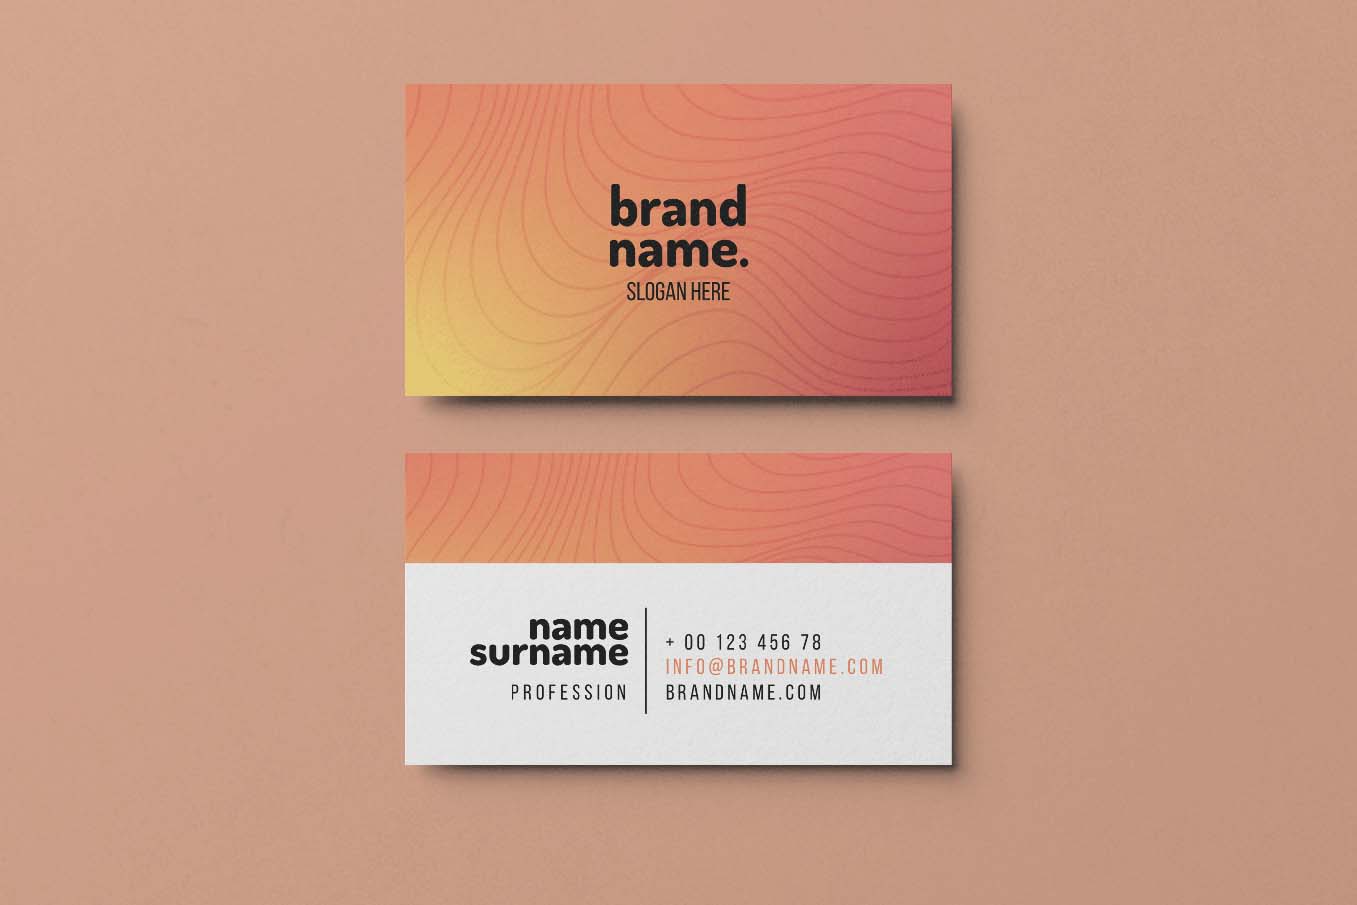 brand
name.
SLOGAN HERE
name
surname
PROFESSION
+ 00 123 456 78
INFO@BRANDNAME.COM
BRANDNAME.COM